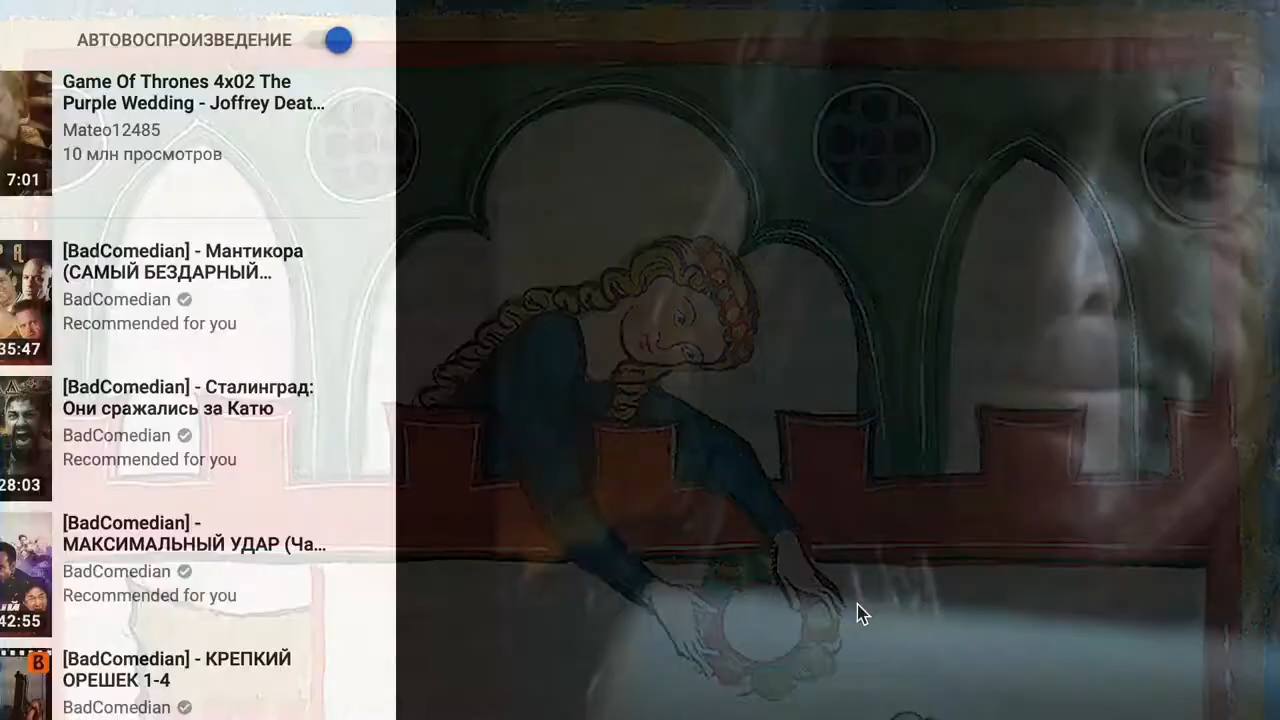 АВТОВОСПРОИЗВЕДЕНИЕ
Game Of Thrones 4x02 The
Purple Wedding - Joffrey Deat...
Mateo12485
10 млн просмотров
7:01
[BadComedian] - Мантикора
(САМЫЙ БЕЗДАРНЫЙ...
BadComedian
Recommended for you
35:47
[BadComedian] - Сталинград:
Они сражались за Катю
BadComedian
Recommended for you
28:03
[BadComedian] -
МАКСИМАЛЬНЫЙ УДАР (Ча...
BadComedian
Recommended for you
42:55
[BadComedian] - КРЕПКИЙ
ОРЕШЕК 1-4
BadComedian